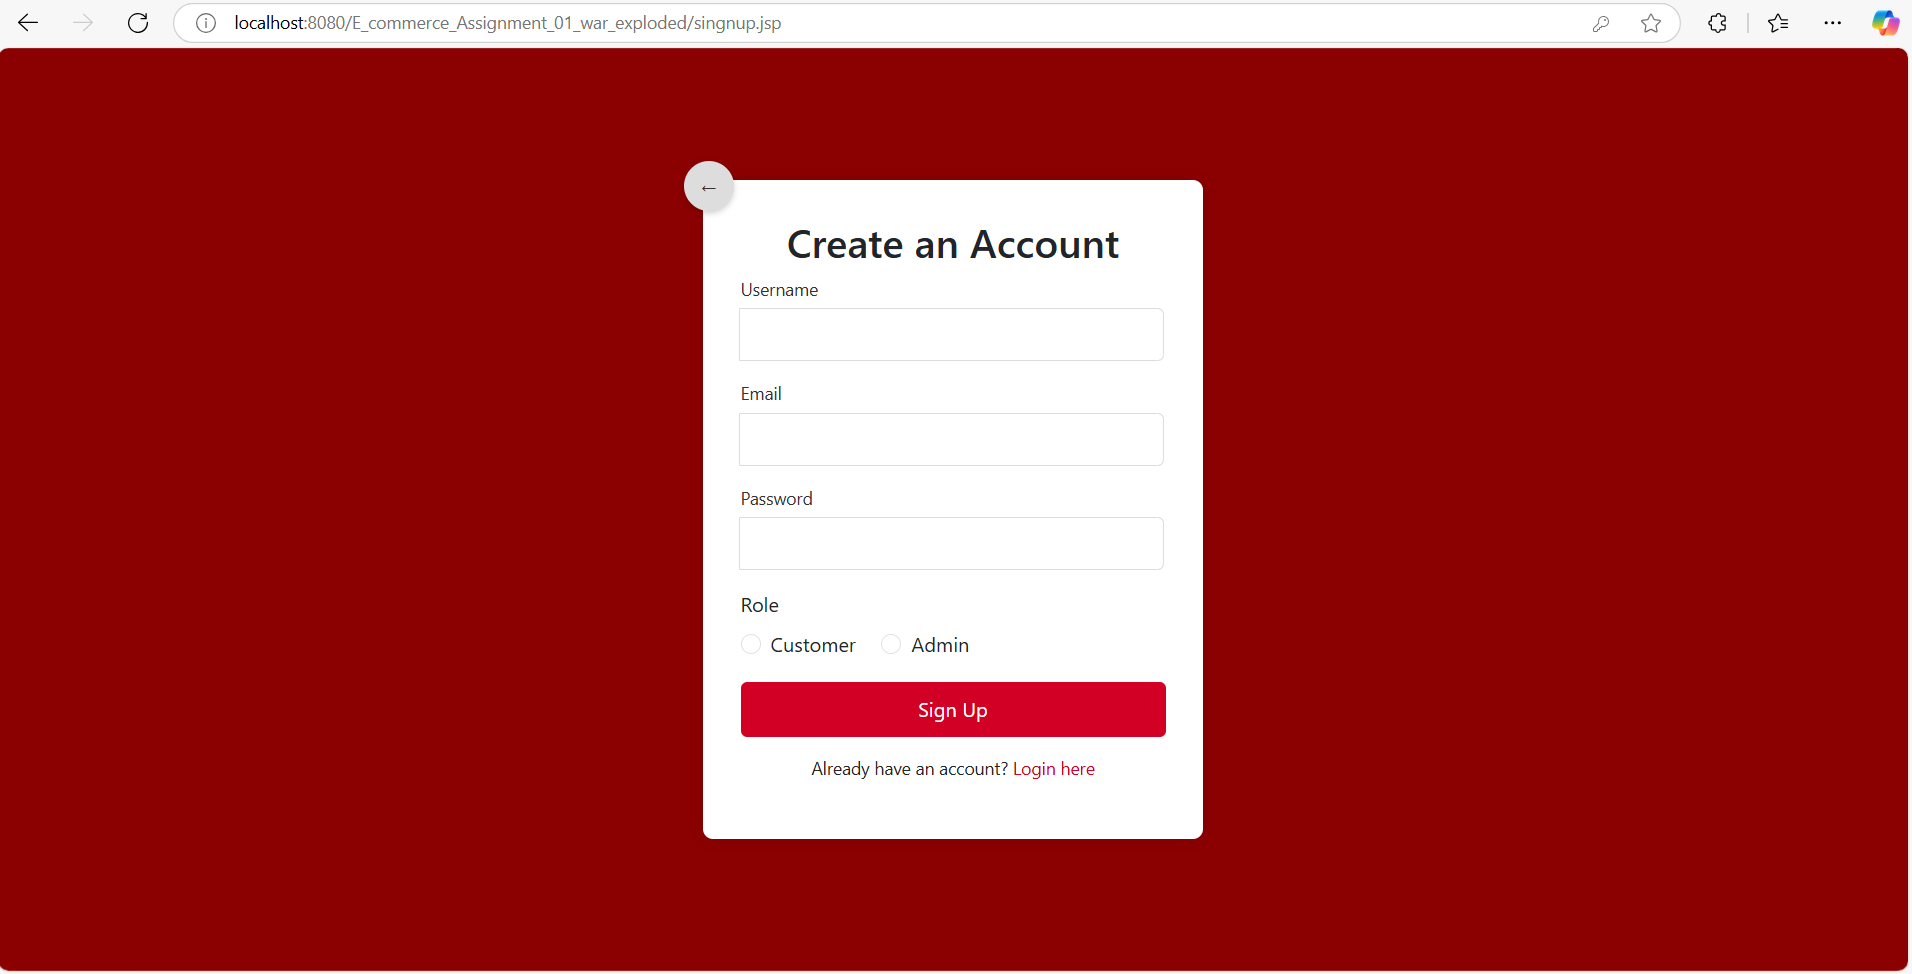 localhost:8080/E_commerce_Assignment_01_war_exploded/singnup.jsp
←
Create an Account
Username
Email
Password
Role
Customer Admin
Sign Up
Already have an account? Login here